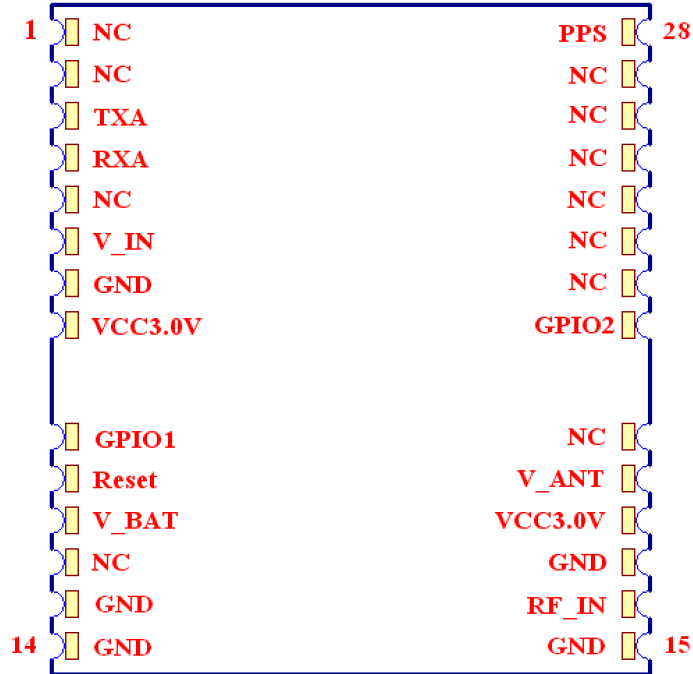 1 NC PPS 28
NC NC
TXA NC
RXA NC
NC NC
V_IN NC
GND NC
VCC3.0V GPIO2
GPIO1 NC
Reset V_ANT
V_BAT VCC3.0V
NC GND
GND RF_IN
14 GND GND 15